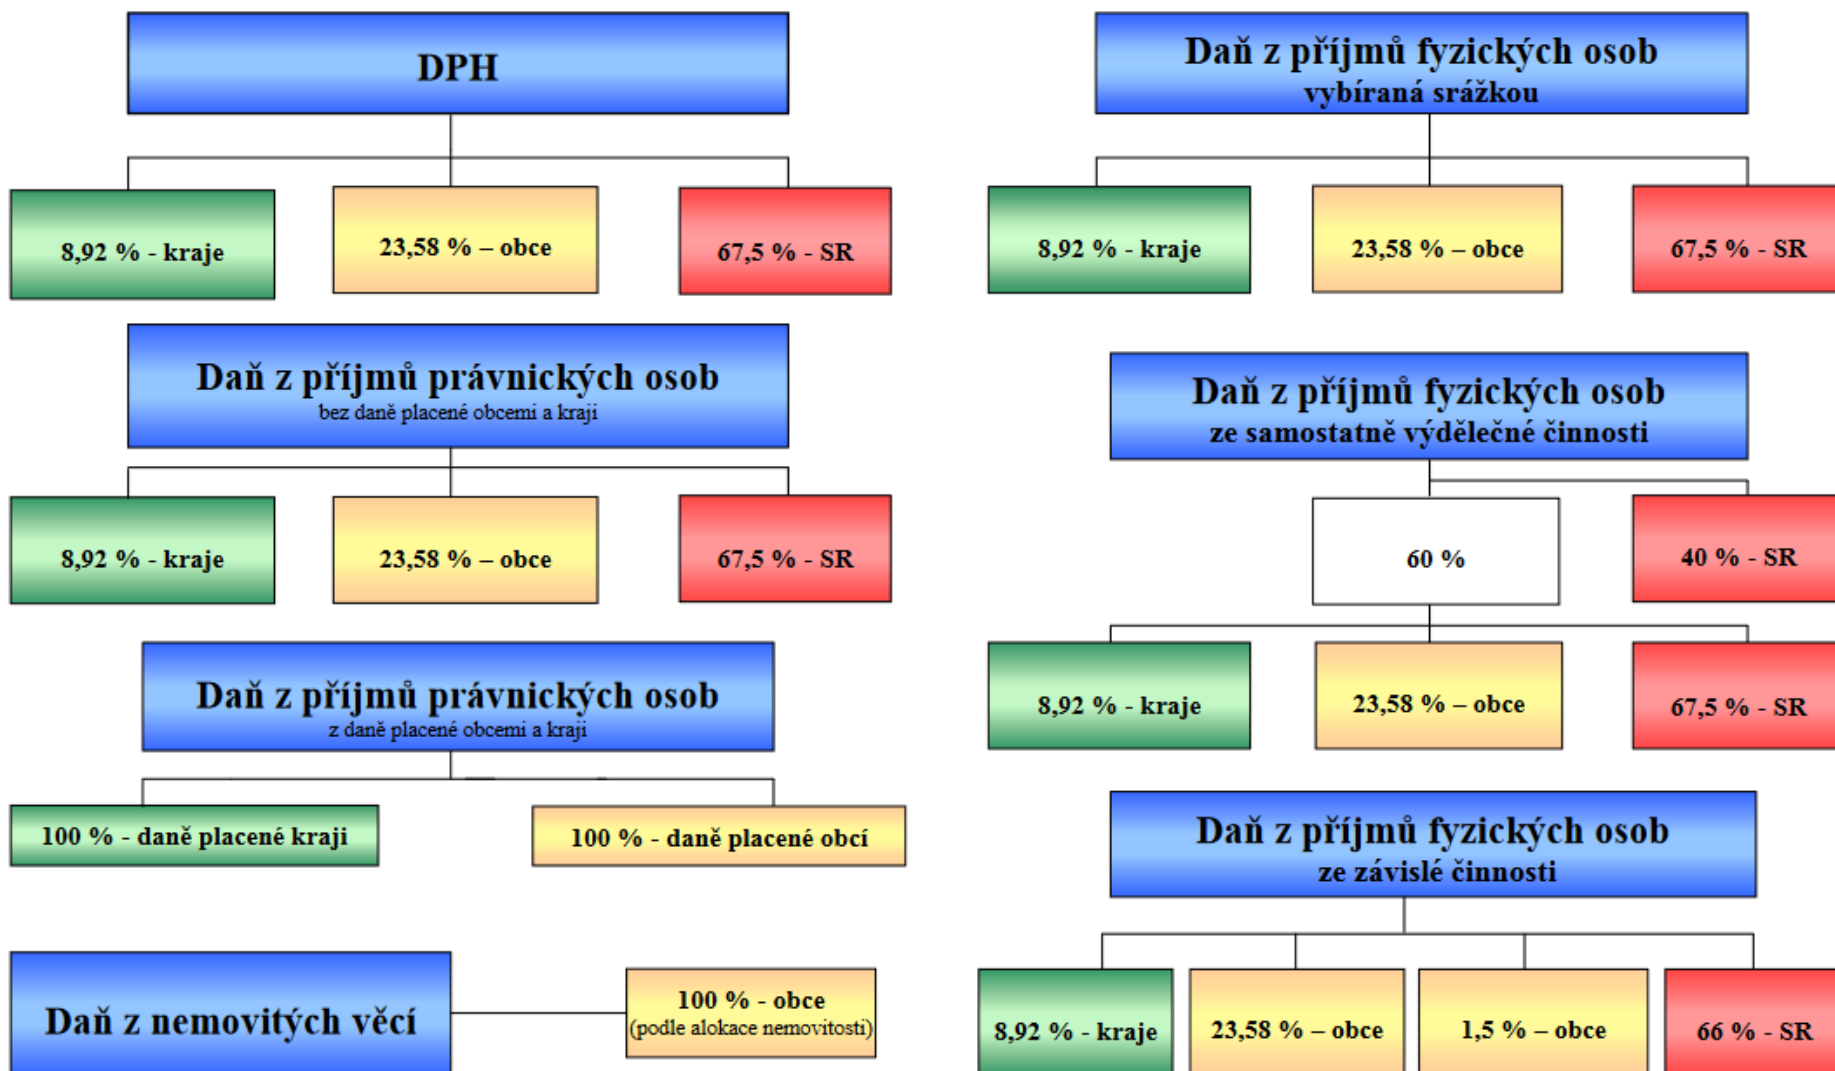 DPH
8,92 % - kraje
23,58 % – obce
67,5 % - SR
Daň z příjmů právnických osob
bez daně placené obcemi a kraji
8,92 % - kraje
23,58 % – obce
67,5 % - SR
Daň z příjmů právnických osob
z daně placené obcemi a kraji
100 % - daně placené kraji
100 % - daně placené obcí
Daň z nemovitých věcí
100 % - obce
(podle alokace nemovitosti)
Daň z příjmů fyzických osob
vybíraná srážkou
8,92 % - kraje
23,58 % – obce
67,5 % - SR
Daň z příjmů fyzických osob
ze samostatně výdělečné činnosti
60 %
40 % - SR
8,92 % - kraje
23,58 % – obce
67,5 % - SR
Daň z příjmů fyzických osob
ze závislé činnosti
8,92 % - kraje
23,58 % – obce
1,5 % – obce
66 % - SR